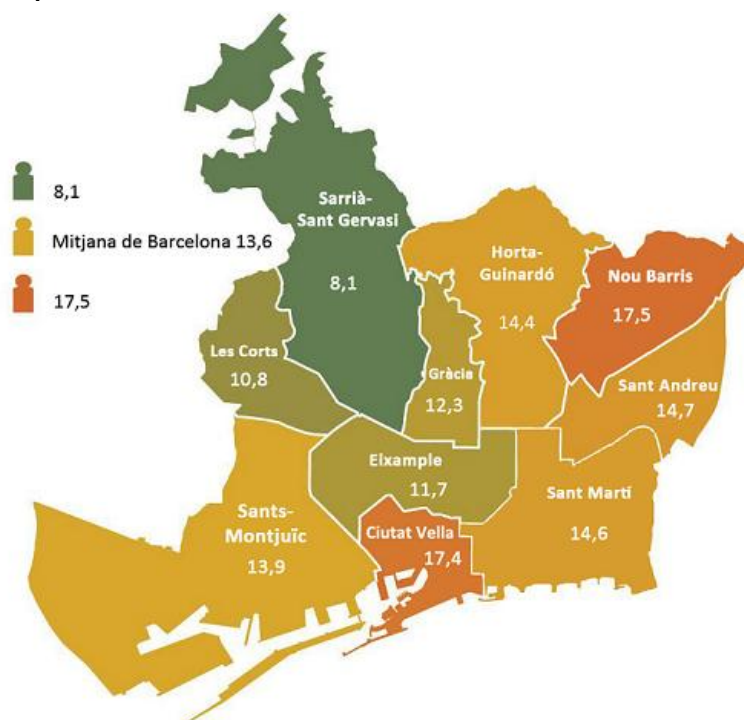 8,1
Mitjana de Barcelona 13,6
17,5
Sarrià-
Sant Gervasi
8,1
Horta-
Guinardó
14,4
Nou Barris
17,5
Les Corts
10,8
Gràcia
12,3
Sant Andreu
14,7
Eixample
11,7
Sant Martí
14,6
Sants-
Montjuïc
13,9
Ciutat Vella
17,4